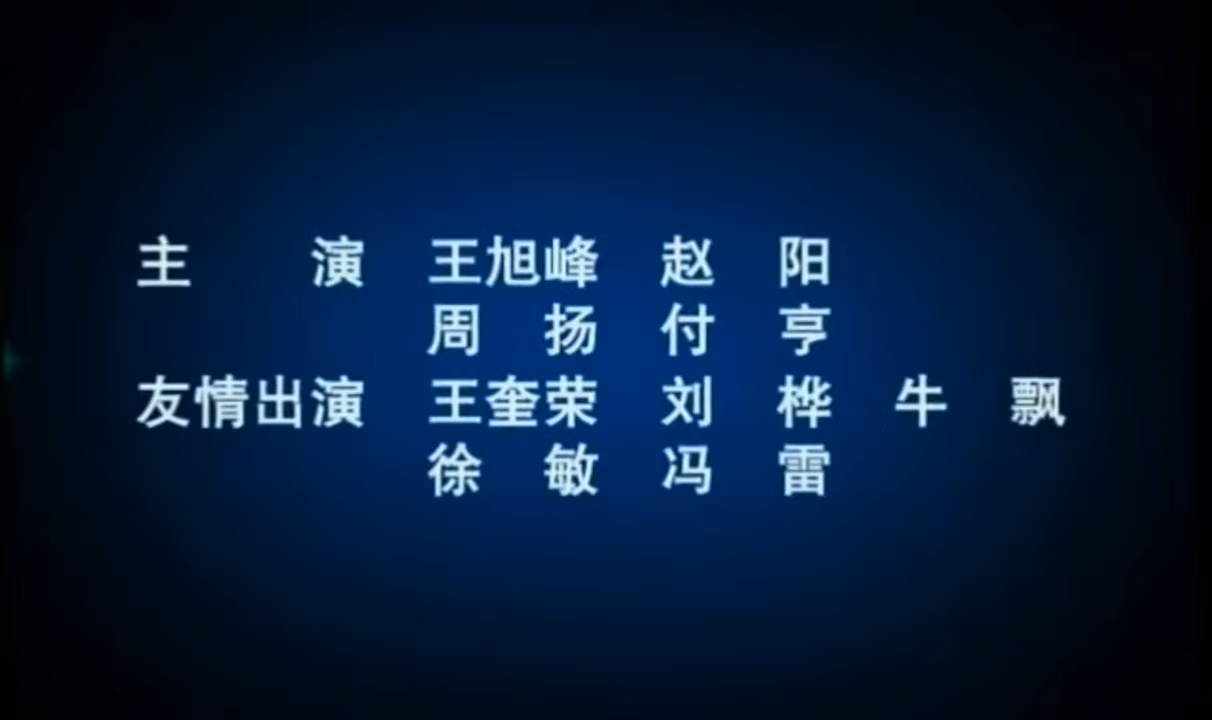 主演 王旭峰 赵阳
周扬 付亨
友情出演 王奎荣 刘桦 牛飘
徐敏 冯雷